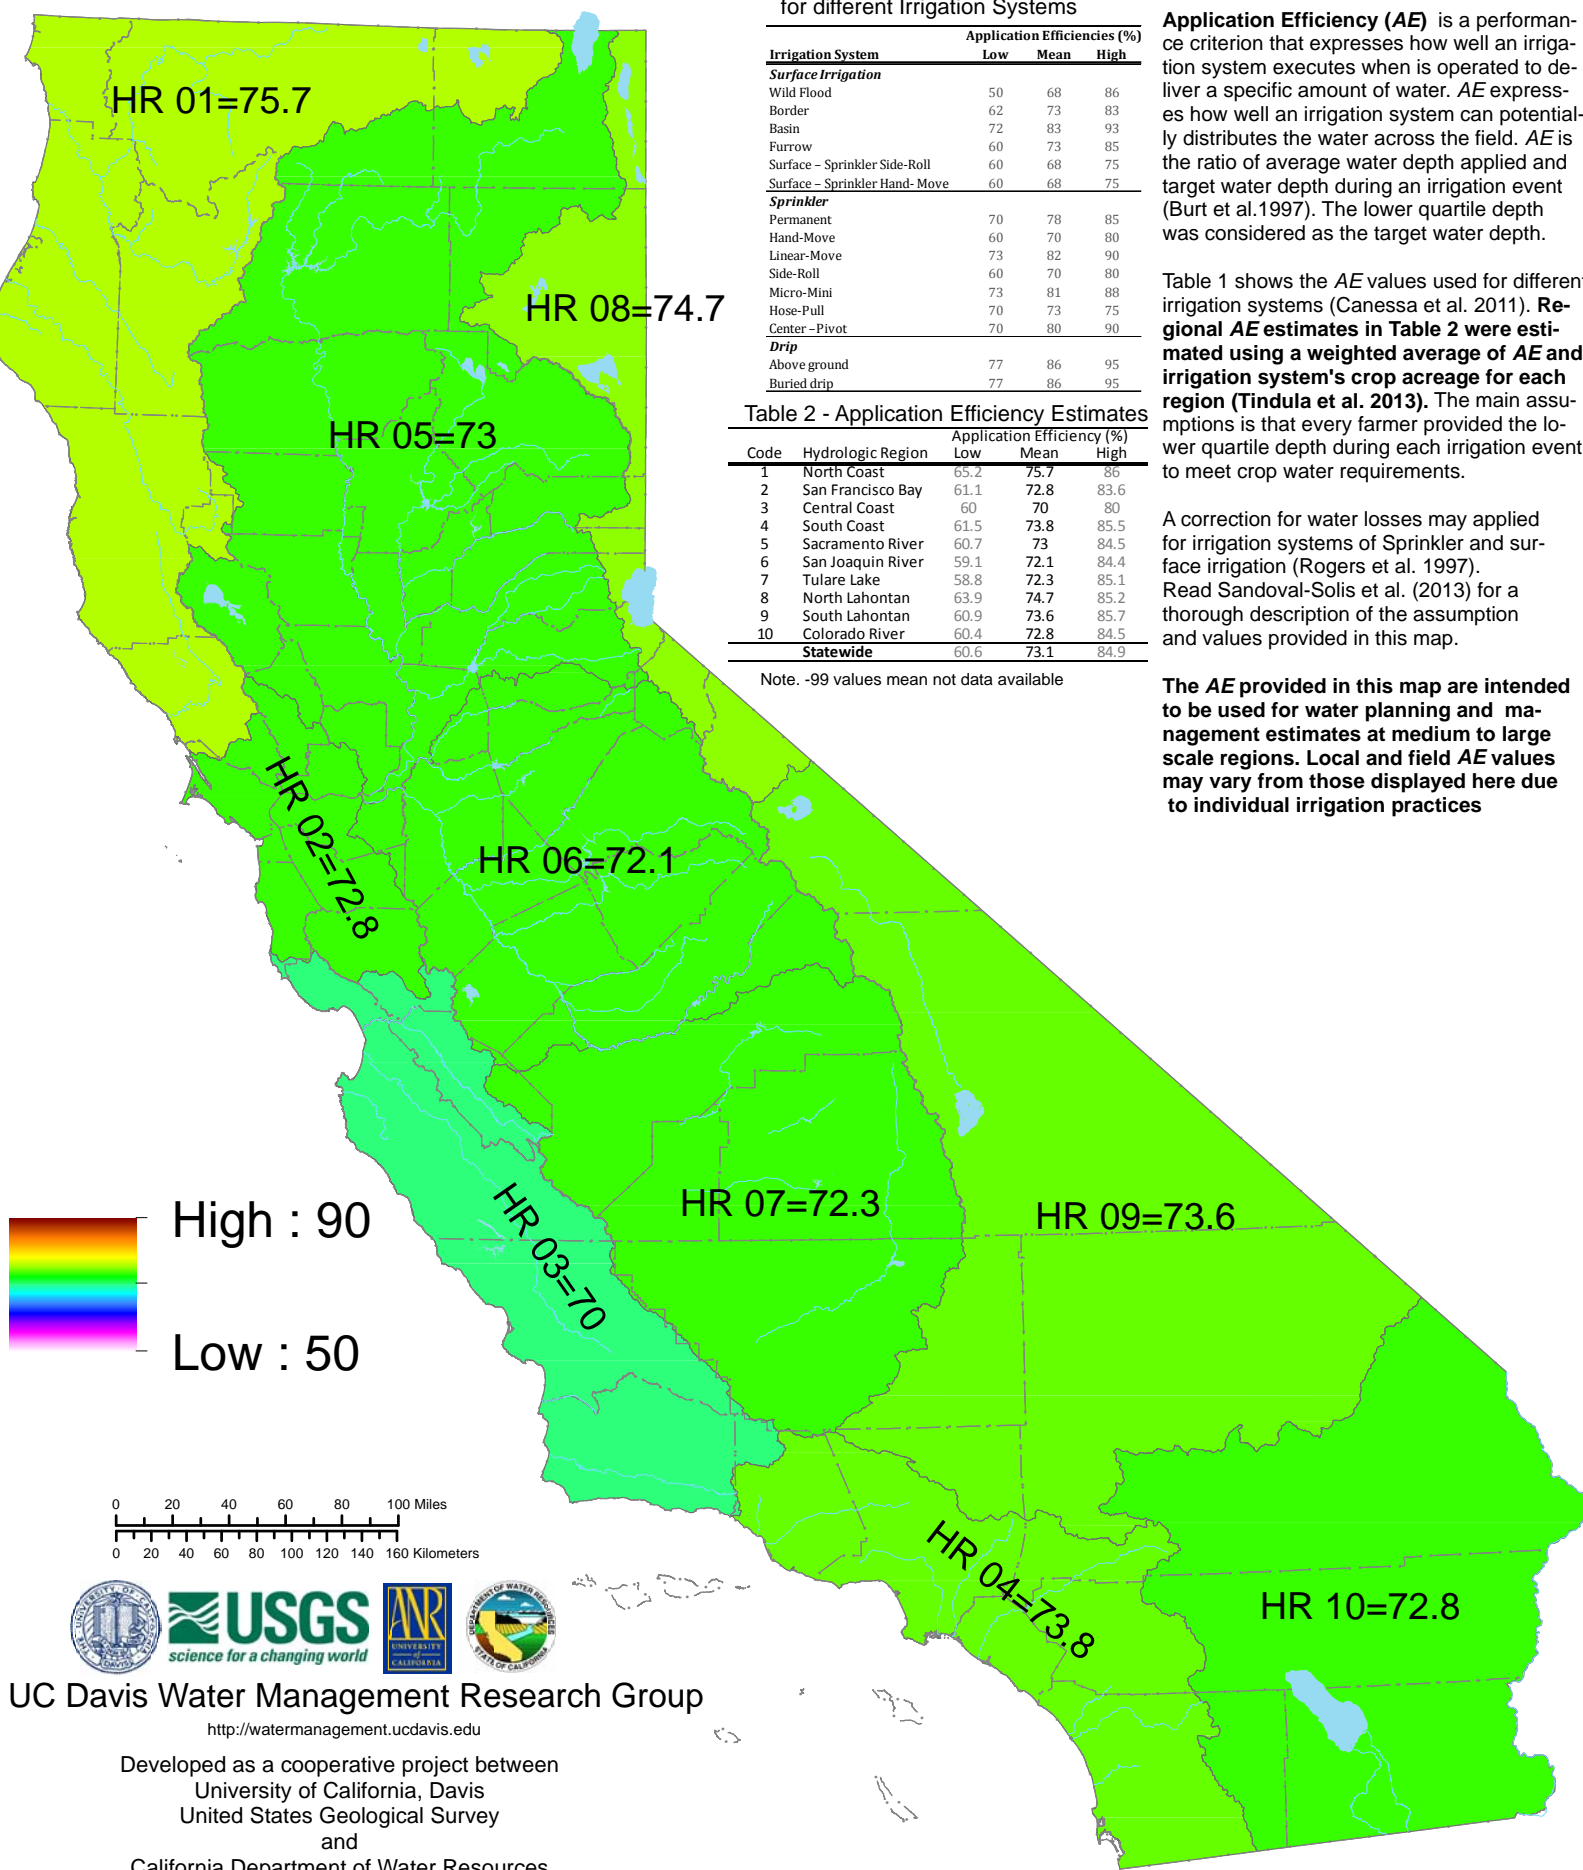 for different Irrigation Systems
Application Efficiencies (%)
Irrigation System Low Mean High
Surface Irrigation
Wild Flood 50 68 86
Border 62 73 83
Basin 72 83 93
Furrow 60 73 85
Surface – Sprinkler Side-Roll 60 68 75
Surface – Sprinkler Hand- Move 60 68 75
Sprinkler
Permanent 70 78 85
Hand-Move 60 70 80
Linear-Move 73 82 90
Side-Roll 60 70 80
Micro-Mini 73 81 88
Hose-Pull 70 73 75
Center –Pivot 70 80 90
Drip
Above ground 77 86 95
Buried drip 77 86 95
Table 2 - Application Efficiency Estimates
Application Efficiency (%)
Code Hydrologic Region Low Mean High
1 North Coast 65.2 75.7 86
2 San Francisco Bay 61.1 72.8 83.6
3 Central Coast 60 70 80
4 South Coast 61.5 73.8 85.5
5 Sacramento River 60.7 73 84.5
6 San Joaquin River 59.1 72.1 84.4
7 Tulare Lake 58.8 72.3 85.1
8 North Lahontan 63.9 74.7 85.2
9 South Lahontan 60.9 73.6 85.7
10 Colorado River 60.4 72.8 84.5
Statewide 60.6 73.1 84.9
Note. -99 values mean not data available
Application Efficiency (AE) is a performan-
ce criterion that expresses how well an irriga-
tion system executes when is operated to de-
liver a specific amount of water. AE express-
es how well an irrigation system can potential-
ly distributes the water across the field. AE is
the ratio of average water depth applied and
target water depth during an irrigation event
(Burt et al.1997). The lower quartile depth
was considered as the target water depth.
Table 1 shows the AE values used for different
irrigation systems (Canessa et al. 2011). Re-
gional AE estimates in Table 2 were esti-
mated using a weighted average of AE and
irrigation system's crop acreage for each
region (Tindula et al. 2013). The main assu-
mptions is that every farmer provided the lo-
wer quartile depth during each irrigation event
to meet crop water requirements.
A correction for water losses may applied
for irrigation systems of Sprinkler and sur-
face irrigation (Rogers et al. 1997).
Read Sandoval-Solis et al. (2013) for a
thorough description of the assumption
and values provided in this map.
The AE provided in this map are intended
to be used for water planning and ma-
nagement estimates at medium to large
scale regions. Local and field AE values
may vary from those displayed here due
to individual irrigation practices
HR 01=75.7
HR 08=74.7
HR 05=73
HR 02=72.8
HR 06=72.1
HR 03=70
HR 07=72.3
HR 09=73.6
HR 04=73.8
HR 10=72.8
High : 90
Low : 50
0 20 40 60 80 100 Miles
0 20 40 60 80 100 120 140 160 Kilometers
USGS
science for a changing world
ANR
UNIVERSITY
of
CALIFORNIA
DEPARTMENT OF WATER RESOURCES
STATE OF CALIFORNIA
THE UNIVERSITY OF CALIFORNIA
DAVIS
UC Davis Water Management Research Group
http://watermanagement.ucdavis.edu
Developed as a cooperative project between
University of California, Davis
United States Geological Survey
and
California Department of Water Resources